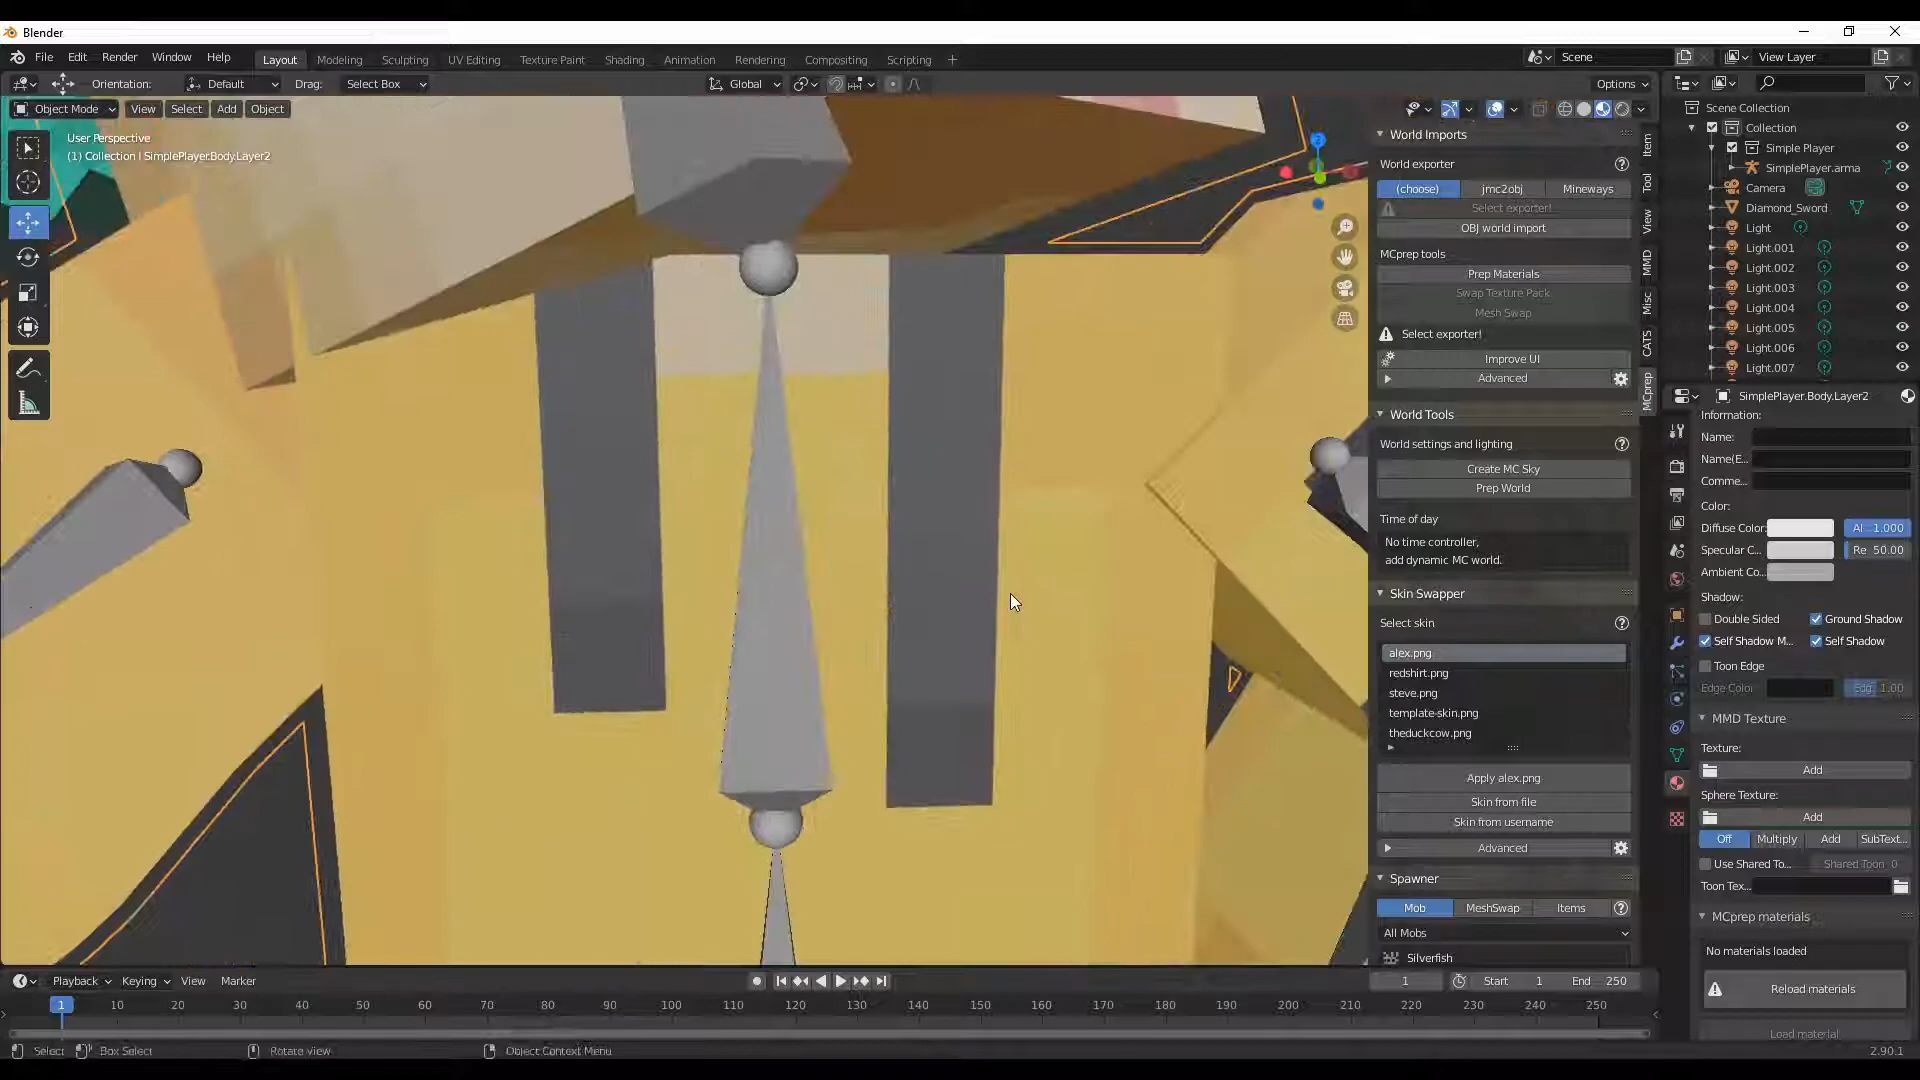 Blender
File Edit Render Window Help Layout Modeling Sculpting UV Editing Texture Paint Shading Animation Rendering Compositing Scripting + Scene View Layer
Orientation: Default Drag: Select Box Global Options
Object Mode View Select Add Object
User Perspective
(1) Collection | SimplePlayer.Body.Layer2
World Imports
World exporter
(choose) jmc2obj Mineways
Select exporter!
OBJ world import
MCprep tools
Prep Materials
Swap Texture Pack
Mesh Swap
Select exporter!
Improve UI
Advanced
World Tools
World settings and lighting
Create MC Sky
Prep World
Time of day
No time controller,
add dynamic MC world.
Skin Swapper
Select skin
alex.png
redshirt.png
steve.png
template-skin.png
theduckcow.png
Apply alex.png
Skin from file
Skin from username
Advanced
Spawner
Mob MeshSwap Items
All Mobs
Silverfish
Item
Tool
View
MMD
Misc
CATS
MCprep
Scene Collection
Collection
Simple Player
SimplePlayer.arma
Camera
Diamond_Sword
Light
Light.001
Light.002
Light.003
Light.004
Light.005
Light.006
Light.007
SimplePlayer.Body.Layer2
Information:
Name:
Name(E...
Comme...
Color:
Diffuse Color: Al 1.000
Specular C... Re 50.00
Ambient Co...
Shadow:
Double Sided Ground Shadow
Self Shadow M... Self Shadow
Toon Edge
Edge Color Edg 1.00
MMD Texture
Texture:
Add
Sphere Texture:
Add
Off Multiply Add SubText...
Use Shared To... Shared Toon 0
Toon Tex...
MCprep materials
No materials loaded
Reload materials
Load material
Playback Keying View Marker 1 Start 1 End 250
1 10 20 30 40 50 60 70 80 90 100 110 120 130 140 150 160 170 180 190 200 210 220 230 240 250
Select Box Select Rotate View Object Context Menu 2.90.1